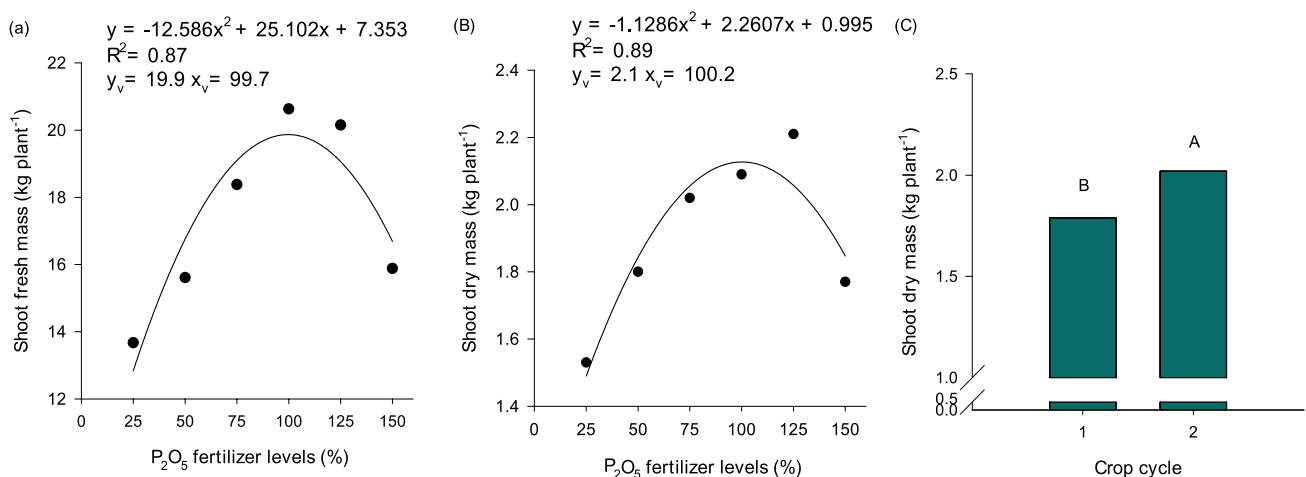 (a)
y = -12.586x² + 25.102x + 7.353
R²= 0.87
yᵥ = 19.9 xᵥ= 99.7
22
20
18
16
14
12
Shoot fresh mass (kg plant⁻¹)
0 25 50 75 100 125 150
P₂O₅ fertilizer levels (%)
(B)
y = -1.1286x² + 2.2607x + 0.995
R²= 0.89
yᵥ= 2.1 xᵥ= 100.2
2.4
2.2
2.0
1.8
1.6
1.4
Shoot dry mass (kg plant⁻¹)
0 25 50 75 100 125 150
P₂O₅ fertilizer levels (%)
(C)
2.5
2.0
1.5
1.0
0.5
0.0
Shoot dry mass (kg plant⁻¹)
B
A
1 2
Crop cycle